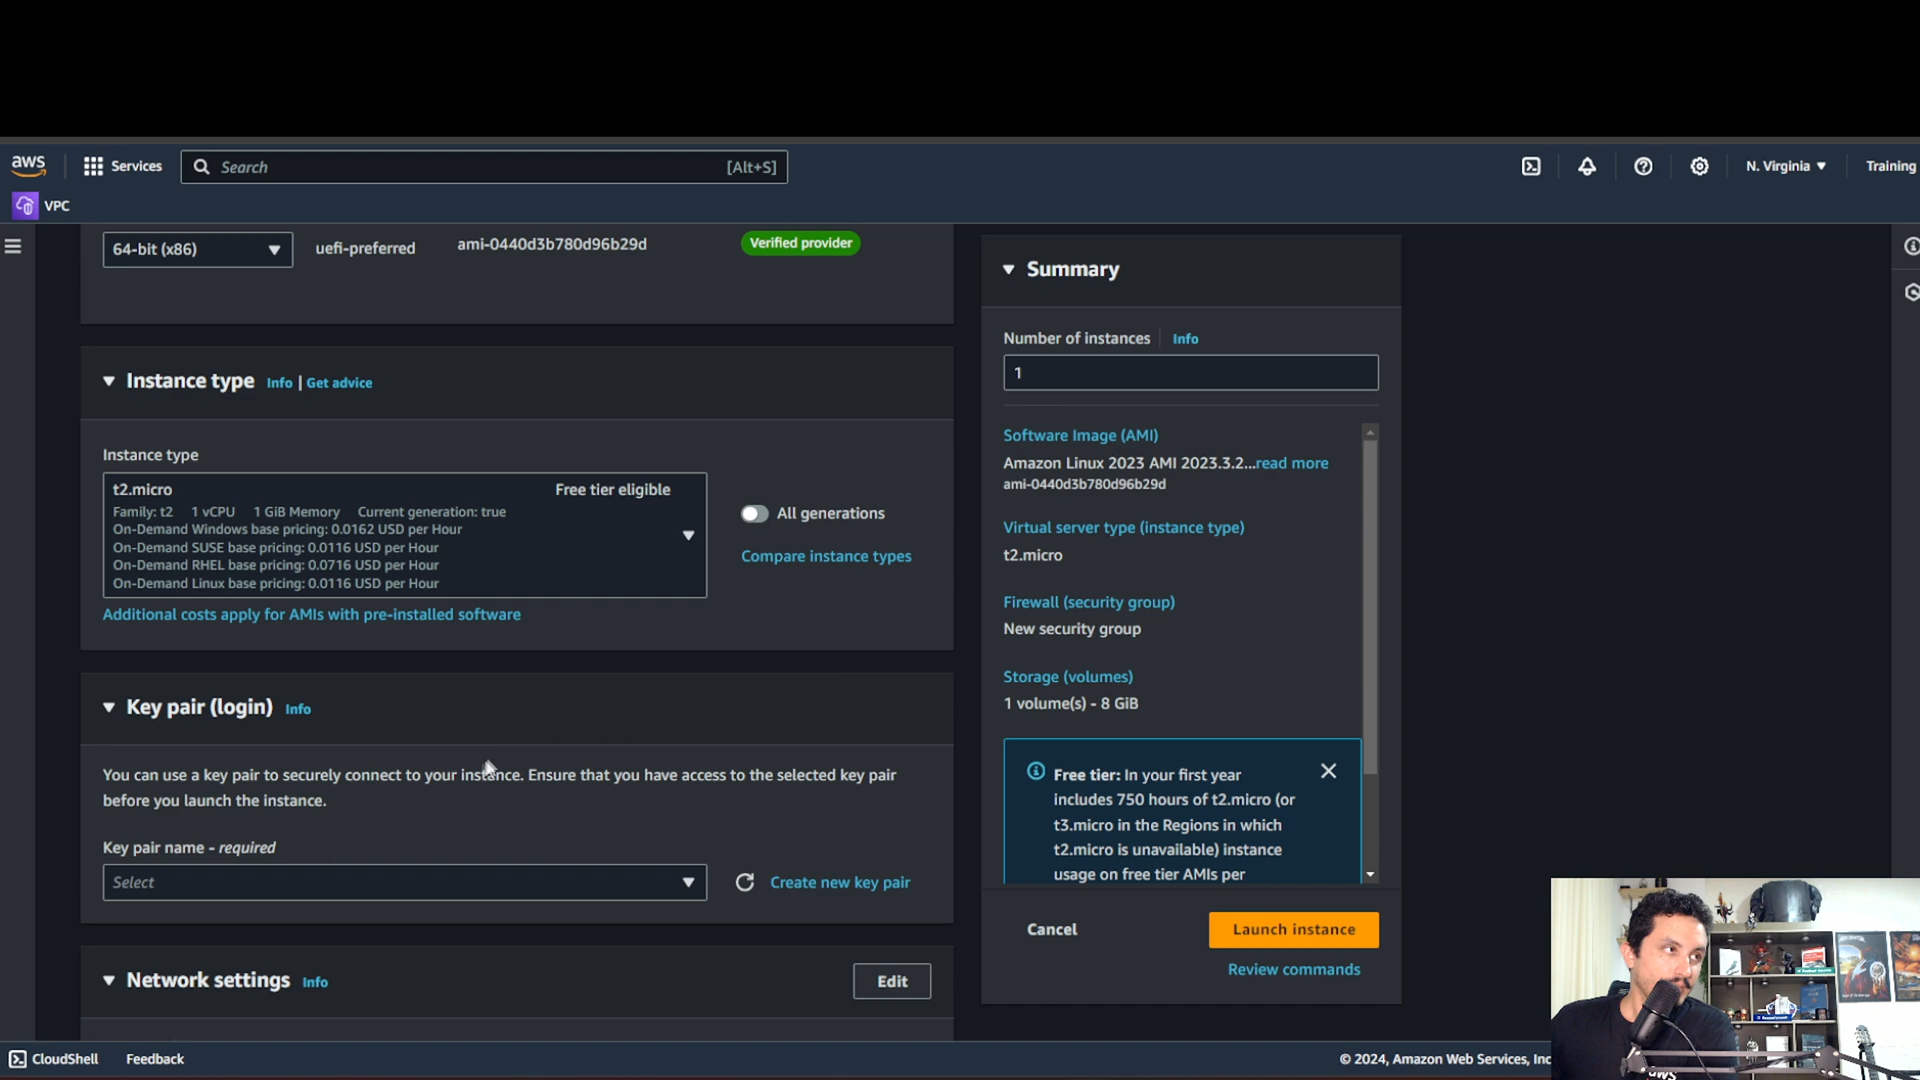 aws
Services
Search
[Alt+S]
N. Virginia
Training
VPC
64-bit (x86)
uefi-preferred
ami-0440d3b780d96b29d
Verified provider
Instance type
Info | Get advice
Instance type
t2.micro
Free tier eligible
Family: t2 1 vCPU 1 GiB Memory Current generation: true
On-Demand Windows base pricing: 0.0162 USD per Hour
On-Demand SUSE base pricing: 0.0116 USD per Hour
On-Demand RHEL base pricing: 0.0716 USD per Hour
On-Demand Linux base pricing: 0.0116 USD per Hour
All generations
Compare instance types
Additional costs apply for AMIs with pre-installed software
Key pair (login)
Info
You can use a key pair to securely connect to your instance. Ensure that you have access to the selected key pair
before you launch the instance.
Key pair name - required
Select
Create new key pair
Network settings
Info
Edit
Summary
Number of instances
Info
1
Software Image (AMI)
Amazon Linux 2023 AMI 2023.3.2...read more
ami-0440d3b780d96b29d
Virtual server type (instance type)
t2.micro
Firewall (security group)
New security group
Storage (volumes)
1 volume(s) - 8 GiB
Free tier: In your first year
includes 750 hours of t2.micro (or
t3.micro in the Regions in which
t2.micro is unavailable) instance
usage on free tier AMIs per
Cancel
Launch instance
Review commands
CloudShell
Feedback
© 2024, Amazon Web Services, Inc
aws